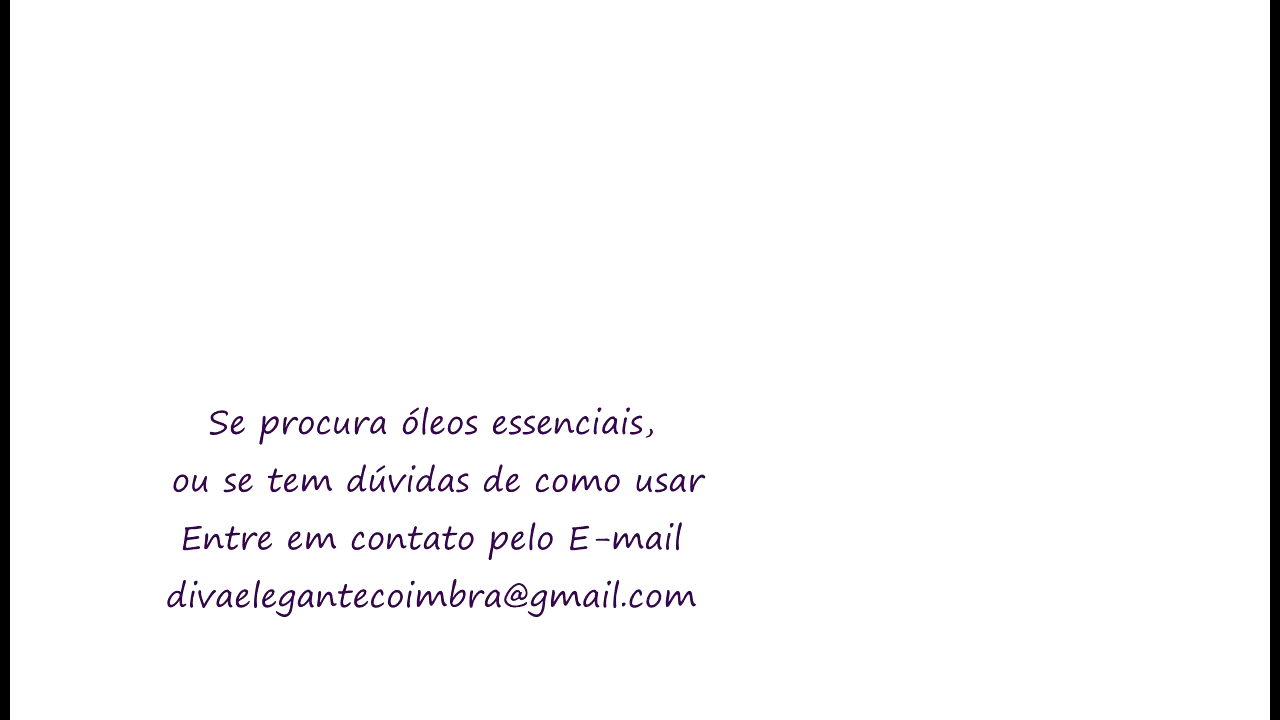 Se procura óleos essenciais,
ou se tem dúvidas de como usar
Entre em contato pelo E-mail
divaelegantecoimbra@gmail.com